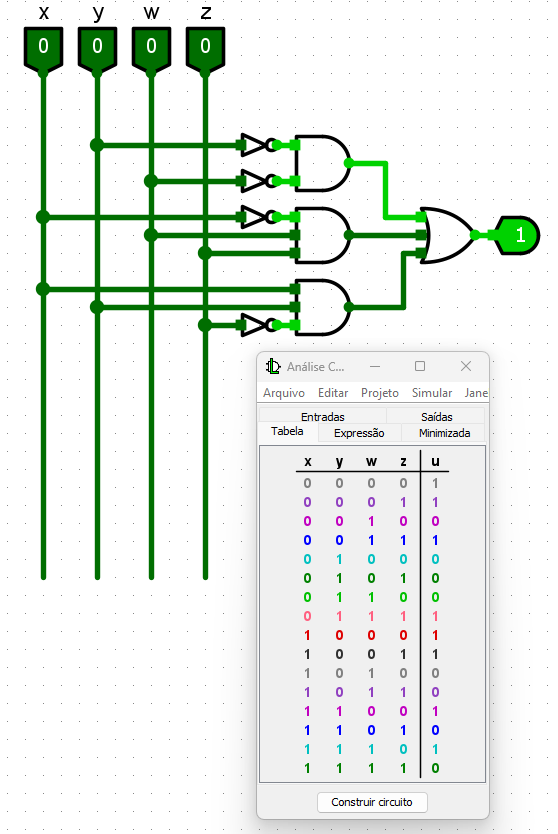 x y w z
0 0 0 0
1
Análise C...
Arquivo Editar Projeto Simular Jane
Entradas Saídas
Tabela Expressão Minimizada
x y w z u
0 0 0 0 1
0 0 0 1 1
0 0 1 0 0
0 0 1 1 1
0 1 0 0 0
0 1 0 1 0
0 1 1 0 0
0 1 1 1 1
1 0 0 0 1
1 0 0 1 1
1 0 1 0 0
1 0 1 1 0
1 1 0 0 1
1 1 0 1 0
1 1 1 0 1
1 1 1 1 0
Construir circuito